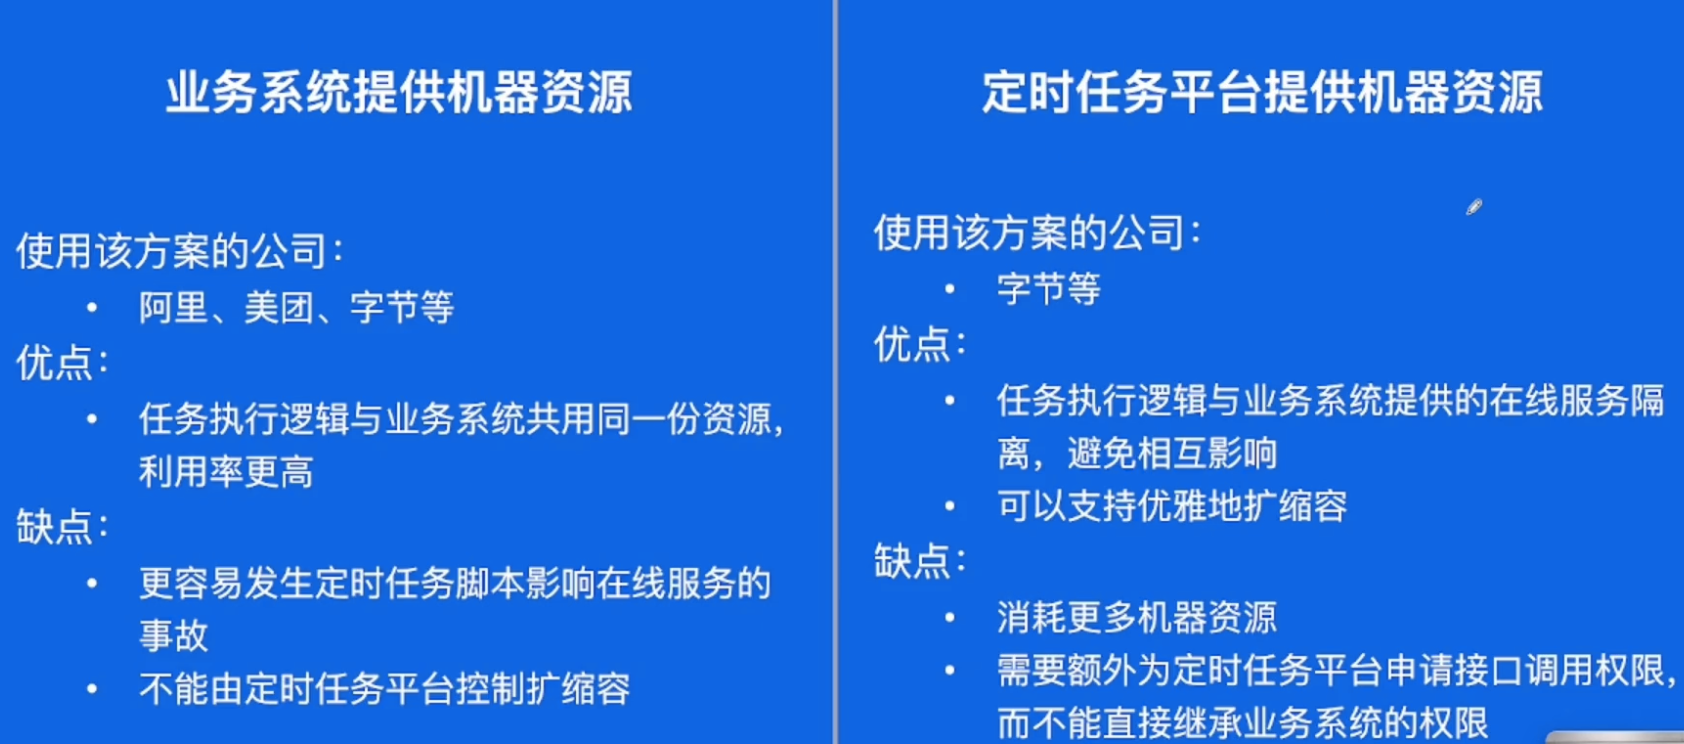 业务系统提供机器资源
使用该方案的公司：
• 阿里、美团、字节等
优点：
• 任务执行逻辑与业务系统共用同一份资源，
利用率更高
缺点：
• 更容易发生定时任务脚本影响在线服务的
事故
• 不能由定时任务平台控制扩缩容
定时任务平台提供机器资源
使用该方案的公司：
• 字节等
优点：
• 任务执行逻辑与业务系统提供的在线服务隔
离，避免相互影响
• 可以支持优雅地扩缩容
缺点：
• 消耗更多机器资源
• 需要额外为定时任务平台申请接口调用权限，
而不能直接继承业务系统的权限